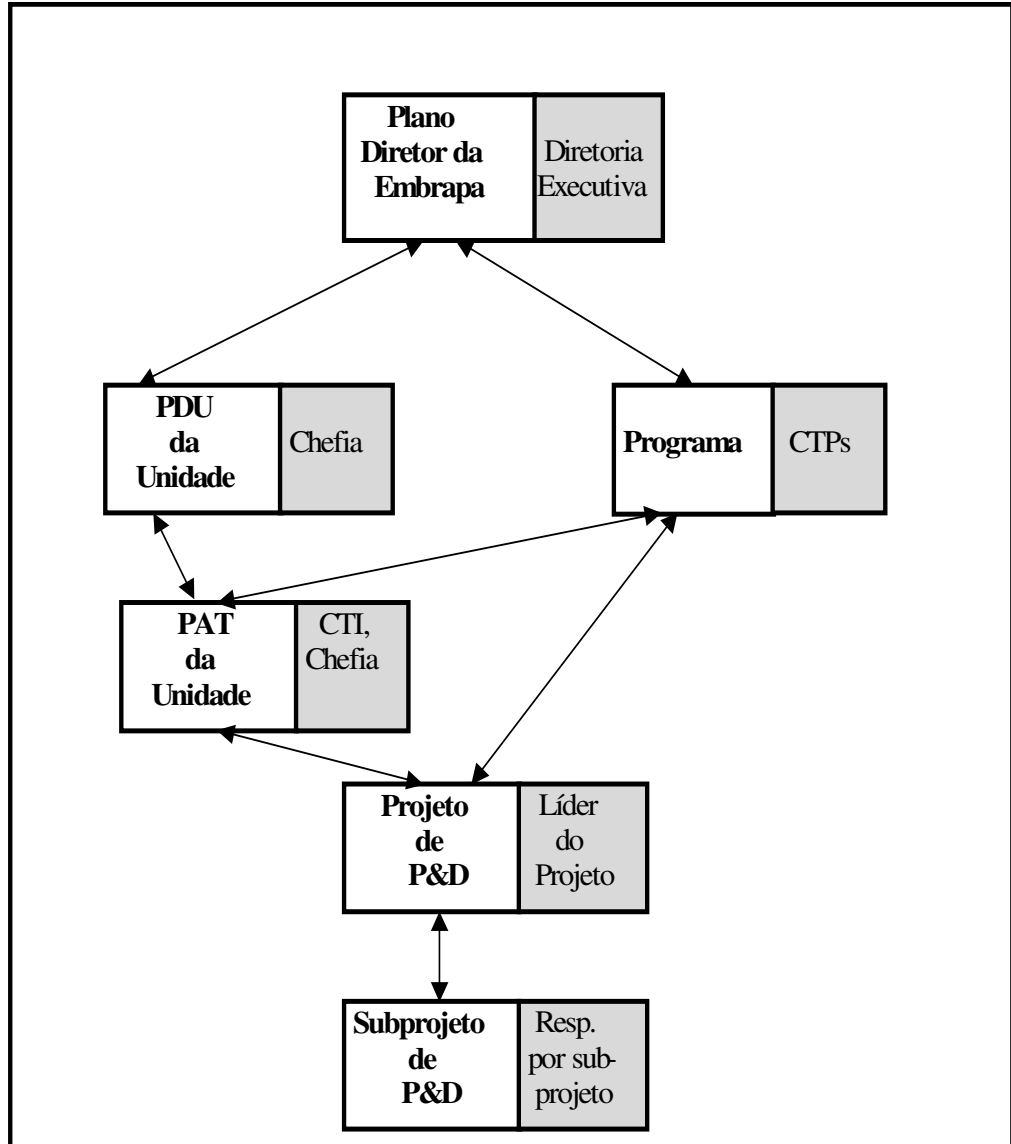 Plano
Diretor da
Embrapa
Diretoria
Executiva
PDU
da
Unidade
Chefia
Programa
CTPs
PAT
da
Unidade
CTI,
Chefia
Projeto
de
P&D
Líder
do
Projeto
Subprojeto
de
P&D
Resp.
por sub-
projeto